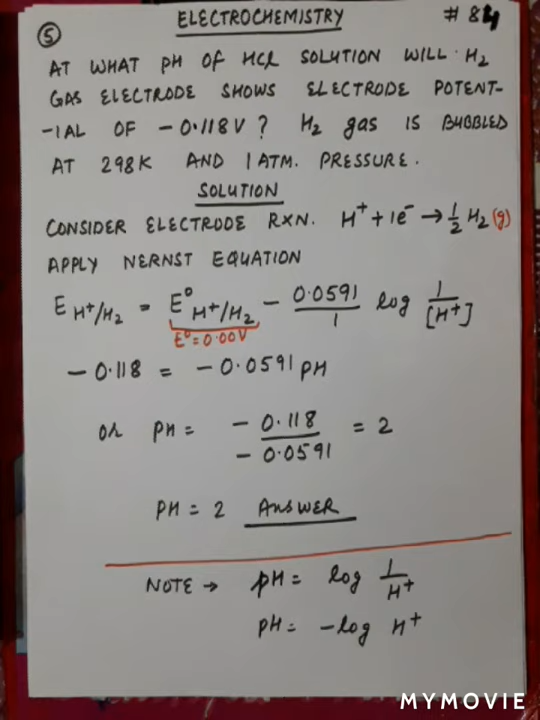 ELECTROCHEMISTRY # 84
⑤
AT WHAT PH OF HCl SOLUTION WILL H₂
GAS ELECTRODE SHOWS ELECTRODE POTENT-
-IAL OF -0.118V? H₂ gas IS BUBBLED
AT 298K AND 1 ATM. PRESSURE.
SOLUTION
CONSIDER ELECTRODE RXN. H⁺ + 1e⁻ → 1/2 H₂ (g)
APPLY NERNST EQUATION
E H⁺/H₂ = E° H⁺/H₂ - 0.0591/1 log 1/[H⁺]
E° = 0.00V
- 0.118 = - 0.0591 PH
or PH = - 0.118 / - 0.0591 = 2
PH = 2 ANSWER
NOTE → pH = log 1/H⁺
PH = -log H⁺
MYMOVIE